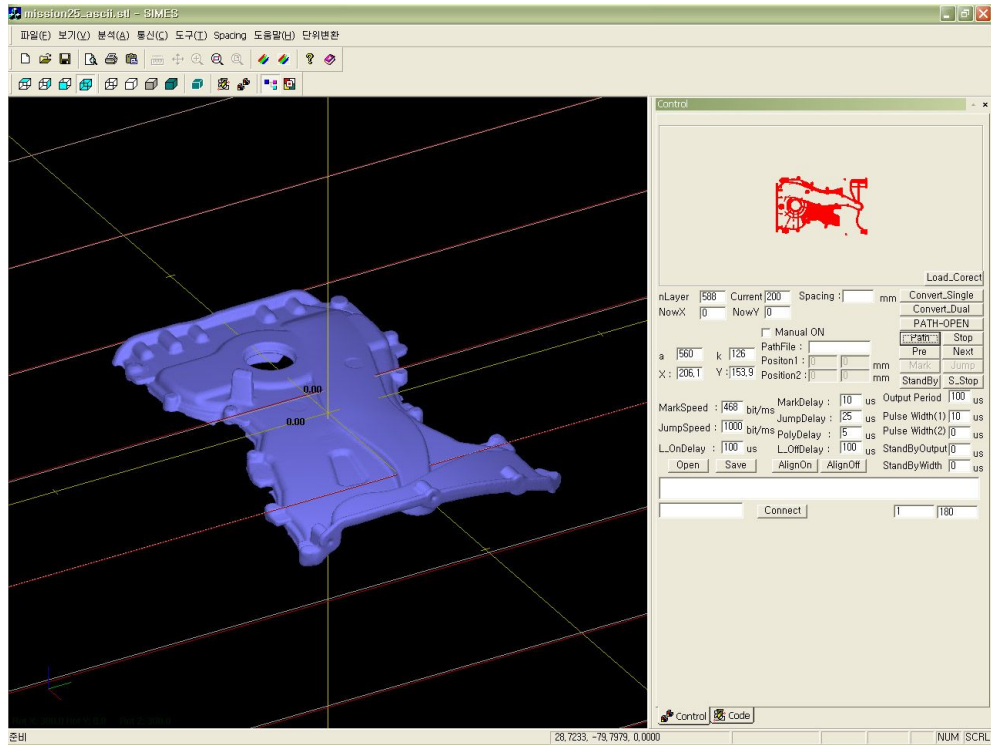 mission25_ascii.stl - SIMES
파일(F) 보기(V) 분석(A) 통신(C) 도구(T) Spacing 도움말(H) 단위변환
Control
0.00
0.00
Load_Corect
nLayer 588 Current 200 Spacing : mm Convert_Single
NowX 0 NowY 0 Convert_Dual
PATH-OPEN
Manual ON
Path Stop
a 560 k 126 PathFile :
Pre Next
Positon1 : 0 0 mm Mark Jump
X : 206,1 Y : 153,9 Position2 : 0 0 mm
StandBy S_Stop
MarkSpeed : 468 bit/ms MarkDelay : 10 us Output Period 100 us
JumpSpeed : 1000 bit/ms JumpDelay : 25 us Pulse Width(1) 10 us
PolyDelay : 5 us Pulse Width(2) 0 us
L_OnDelay : 100 us L_OffDelay : 100 us StandByOutput 0 us
Open Save AlignOn AlignOff StandByWidth 0 us
Connect 1 180
Control Code
준비 28,7233, -79,7979, 0,0000 NUM SCRL